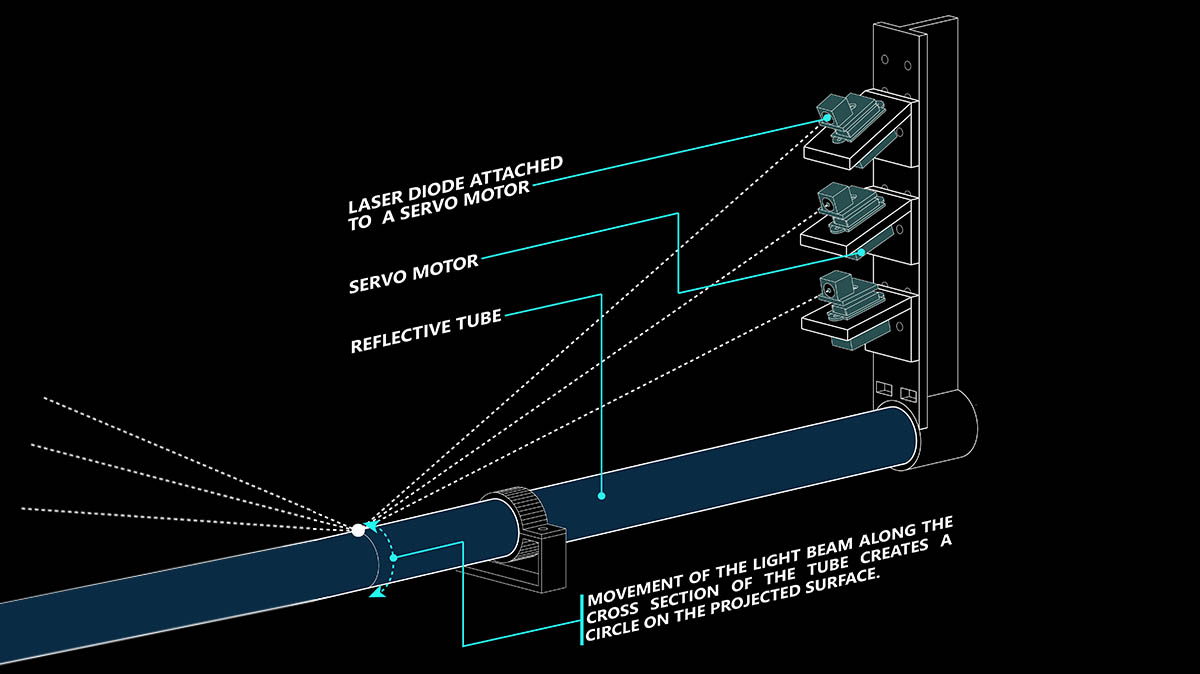 LASER DIODE ATTACHED
TO A SERVO MOTOR
SERVO MOTOR
REFLECTIVE TUBE
MOVEMENT OF THE LIGHT BEAM ALONG THE
CROSS SECTION OF THE TUBE CREATES A
CIRCLE ON THE PROJECTED SURFACE.